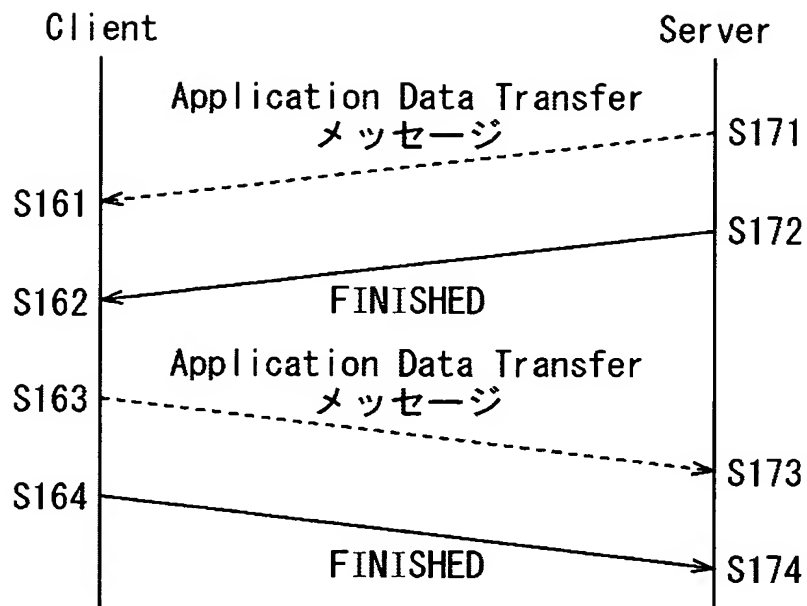 Client
Server
Application Data Transfer
メッセージ
S171
S161
S172
S162
FINISHED
Application Data Transfer
S163
メッセージ
S173
S164
FINISHED
S174